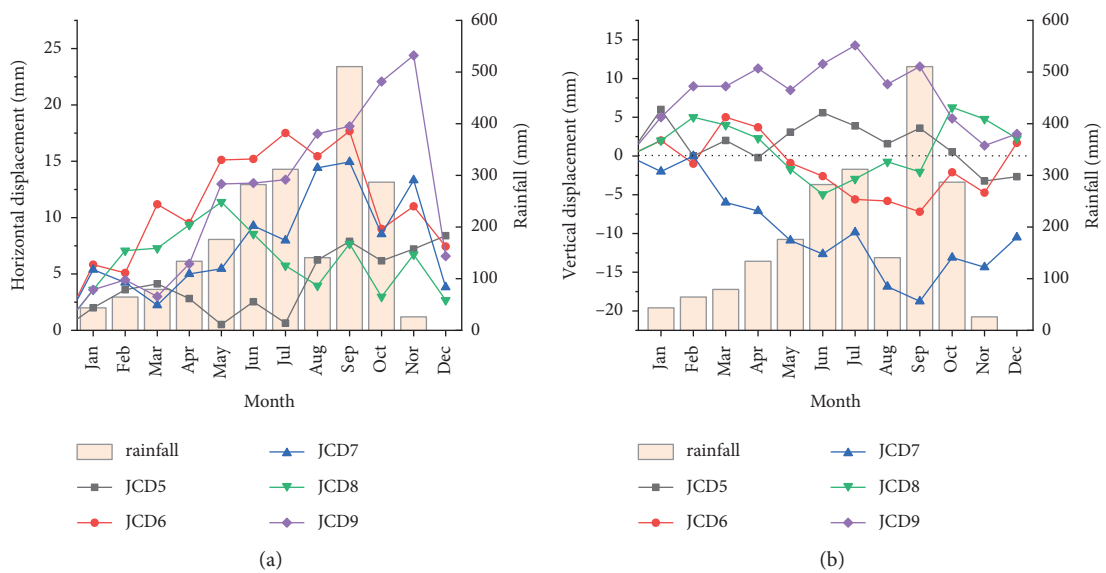 25
20
15
10
5
0
Horizontal displacement (mm)
600
500
400
300
200
100
0
Rainfall (mm)
Jan Feb Mar Apr May Jun Jul Aug Sep Oct Nor Dec
Month
rainfall JCD7
JCD5 JCD8
JCD6 JCD9
(a)
15
10
5
0
−5
−10
−15
−20
Vertical displacement (mm)
600
500
400
300
200
100
0
Rainfall (mm)
Jan Feb Mar Apr May Jun Jul Aug Sep Oct Nor Dec
Month
rainfall JCD7
JCD5 JCD8
JCD6 JCD9
(b)